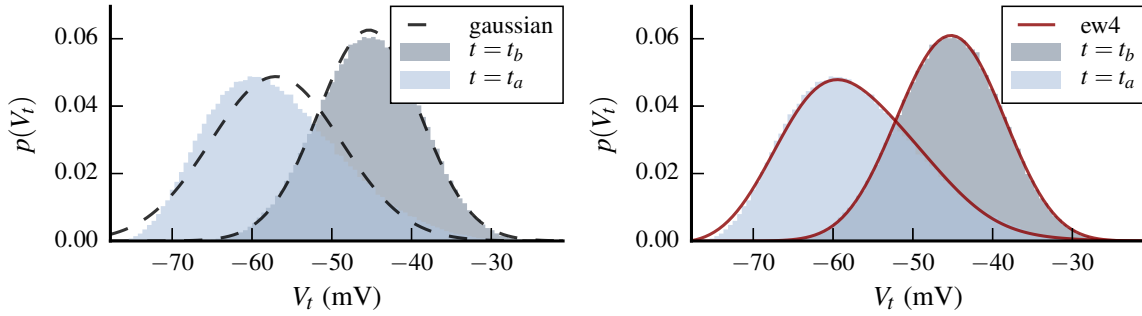 gaussian
t = t_b
t = t_a
p(V_t)
0.06
0.04
0.02
0.00
−70
−60
−50
−40
−30
V_t (mV)
ew4
t = t_b
t = t_a
p(V_t)
0.06
0.04
0.02
0.00
−70
−60
−50
−40
−30
V_t (mV)